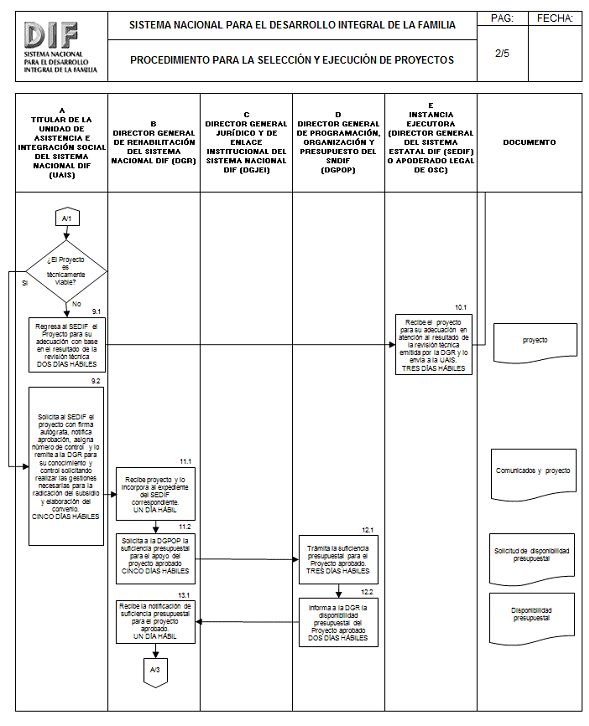 DIF
SISTEMA NACIONAL
PARA EL DESARROLLO
INTEGRAL DE LA FAMILIA
SISTEMA NACIONAL PARA EL DESARROLLO INTEGRAL DE LA FAMILIA
PROCEDIMIENTO PARA LA SELECCIÓN Y EJECUCIÓN DE PROYECTOS
PAG:
FECHA:
2/5
A
TITULAR DE LA
UNIDAD DE
ASISTENCIA E
INTEGRACIÓN SOCIAL
DEL SISTEMA
NACIONAL DIF
(UAIS)
B
DIRECTOR GENERAL
DE REHABILITACIÓN
DEL SISTEMA
NACIONAL DIF (DGR)
C
DIRECTOR GENERAL
JURÍDICO Y DE
ENLACE
INSTITUCIONAL DEL
SISTEMA NACIONAL
DIF (DGJEI)
D
DIRECTOR GENERAL
DE PROGRAMACIÓN,
ORGANIZACIÓN Y
PRESUPUESTO DEL
SNDIF
(DGPOP)
E
INSTANCIA
EJECUTORA
(DIRECTOR GENERAL
DEL SISTEMA
ESTATAL DIF (SEDIF)
O APODERADO LEGAL
DE OSC)
DOCUMENTO
A/1
¿El Proyecto
es
técnicamente
viable?
Si
No
9.1
Regresa al SEDIF el
Proyecto para su
adecuación con base
en el resultado de la
revisión técnica
DOS DÍAS HÁBILES
10.1
Recibe el proyecto
para su adecuación en
atención al resultado de
la revisión técnica
emitida por la DGR y lo
envía a la UAIS.
TRES DÍAS HÁBILES
proyecto
9.2
Solicita al SEDIF el
proyecto con firma
autógrafa, notifica
aprobación, asigna
número de control y lo
remite a la DGR para
su conocimiento y
control solicitando
realizar las gestiones
necesarias para la
radicación del subsidio
y elaboración del
convenio.
CINCO DÍAS HÁBILES
11.1
Recibe proyecto y lo
incorpora al expediente
del SEDIF
correspondiente.
UN DÍA HÁBIL
Comunicados y proyecto
11.2
Solicita a la DGPOP la
suficiencia presupuestal
para el apoyo del
proyecto aprobado
CINCO DÍAS HÁBILES
12.1
Trámita la suficiencia
presupuestal para el
Proyecto aprobado.
TRES DÍAS HÁBILES
Solicitud de disponibilidad
presupuestal
13.1
Recibe la notificación de
suficiencia presupuestal
para el proyecto
aprobado
UN DÍA HÁBIL
12.2
Informa a la DGR la
disponibilidad
presupuestal del
Proyecto aprobado
DOS DÍAS HÁBILES
Disponibilidad
presupuestal
A/3